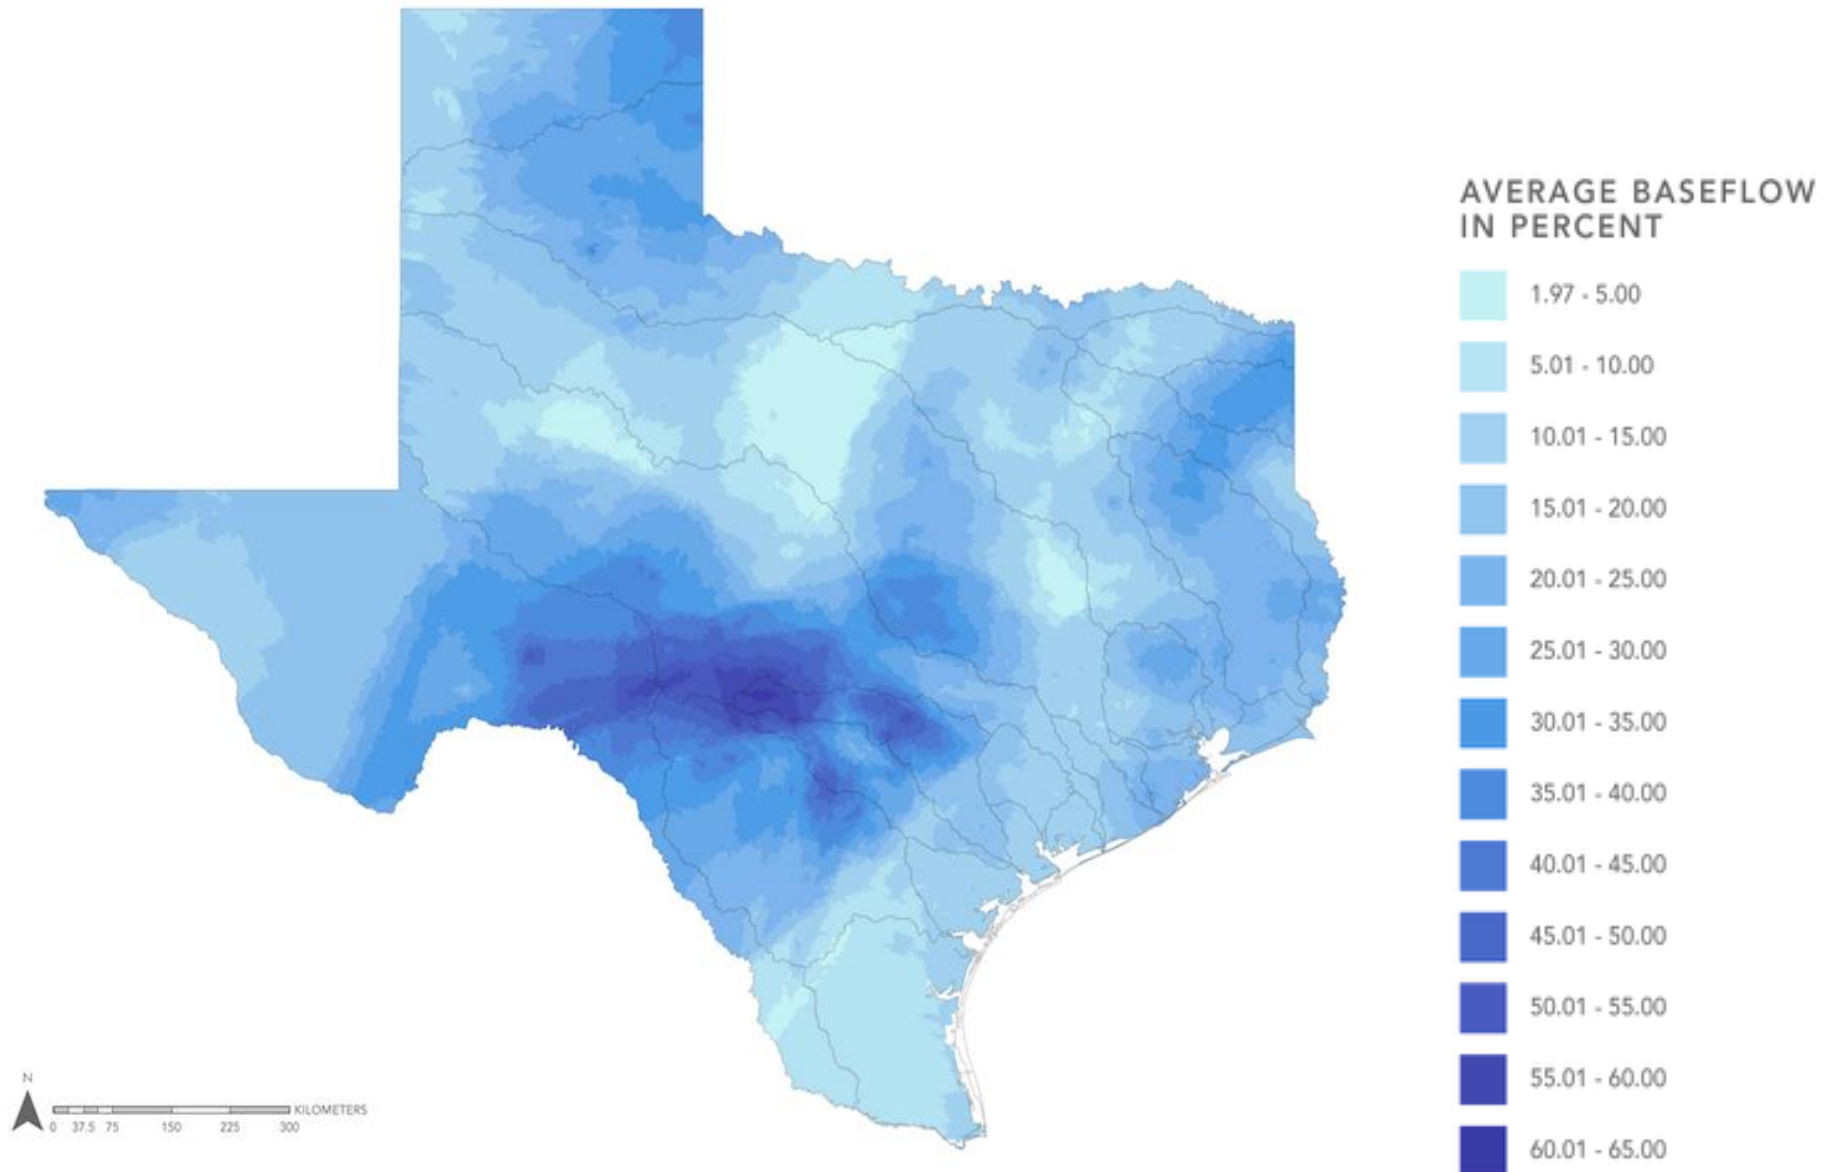 AVERAGE BASEFLOW
IN PERCENT
1.97 - 5.00
5.01 - 10.00
10.01 - 15.00
15.01 - 20.00
20.01 - 25.00
25.01 - 30.00
30.01 - 35.00
35.01 - 40.00
40.01 - 45.00
45.01 - 50.00
50.01 - 55.00
55.01 - 60.00
60.01 - 65.00
N
KILOMETERS
0 37.5 75 150 225 300